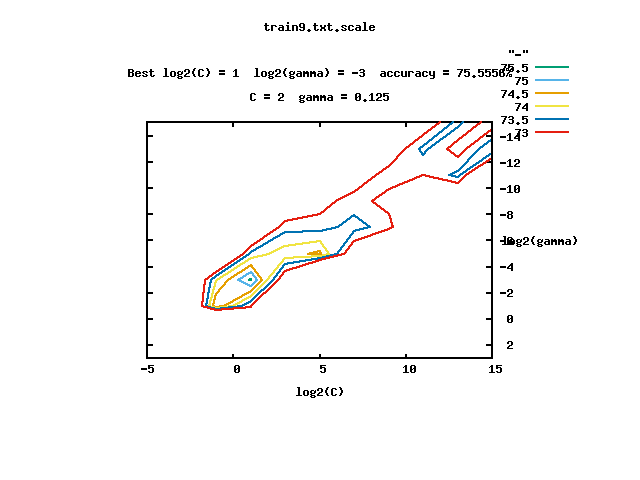 train9.txt.scale
"-"
Best log2(C) = 1  log2(gamma) = -3  accuracy = 75.5556%
75.5
75
C = 2  gamma = 0.125
74.5
74
73.5
73
-14
-12
-10
-8
-6
log2(gamma)
-4
-2
0
2
-5 0 5 10 15
log2(C)